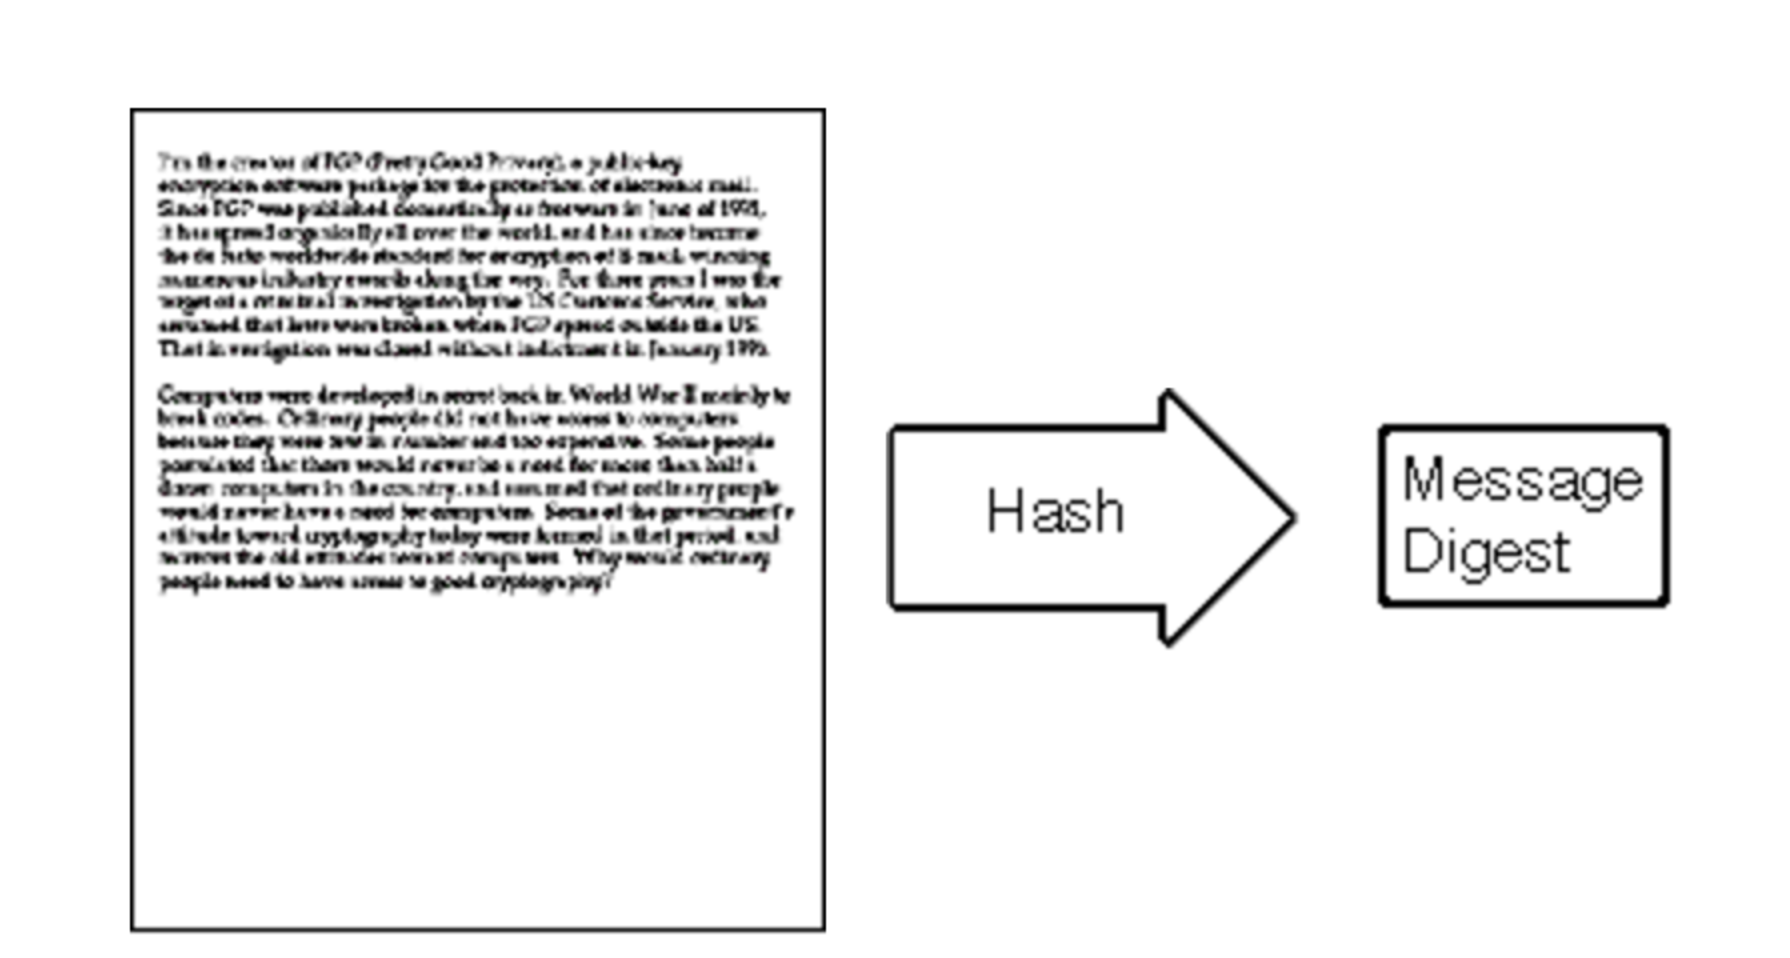 I'm the creator of PGP (Pretty Good Privacy), a public-key
encryption software package for the protection of electronic mail.
Since PGP was published domestically as freeware in June of 1991,
it has spread organically all over the world, and has since become
the de facto worldwide standard for encryption of E-mail, winning
numerous industry awards along the way. For three years I was the
target of a criminal investigation by the US Customs Service, who
assumed that laws were broken when PGP spread outside the US.
That investigation was closed without indictment in January 1996.
Computers were developed in secret back in World War II mainly to
break codes. Ordinary people did not have access to computers
because they were few in number and too expensive. Some people
postulated that there would never be a need for more than half a
dozen computers in the country, and assumed that ordinary people
would never have a need for computers. Some of the government's
attitude toward cryptography today were formed in that period, and
the old attitudes toward computers. Why would ordinary
people need to have access to good cryptography?
Hash
Message
Digest